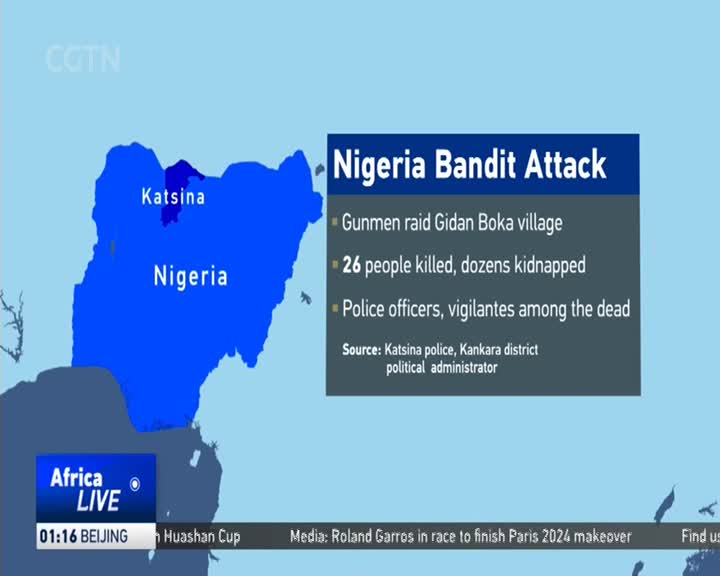 CGTN
Nigeria Bandit Attack
Katsina
Nigeria
Gunmen raid Gidan Boka village
26 people killed, dozens kidnapped
Police officers, vigilantes among the dead
Source: Katsina police, Kankara district
political administrator
Africa
LIVE
01:16 BEIJING
Huashan Cup
Media: Roland Garros in race to finish Paris 2024 makeover
Find us